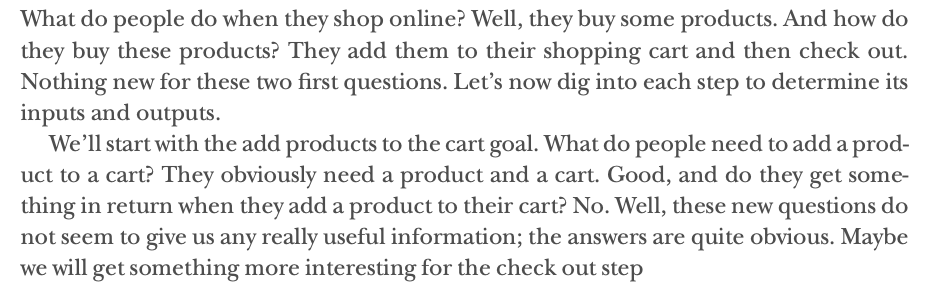 What do people do when they shop online? Well, they buy some products. And how do
they buy these products? They add them to their shopping cart and then check out.
Nothing new for these two first questions. Let’s now dig into each step to determine its
inputs and outputs.
We’ll start with the add products to the cart goal. What do people need to add a prod-
uct to a cart? They obviously need a product and a cart. Good, and do they get some-
thing in return when they add a product to their cart? No. Well, these new questions do
not seem to give us any really useful information; the answers are quite obvious. Maybe
we will get something more interesting for the check out step